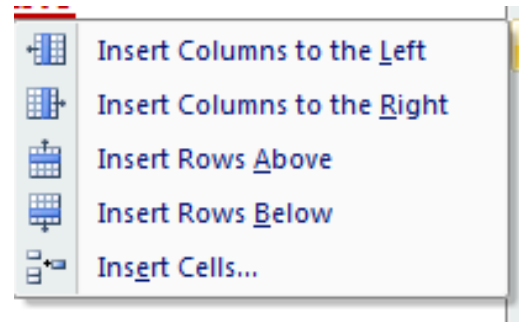 Insert Columns to the Left
Insert Columns to the Right
Insert Rows Above
Insert Rows Below
Insert Cells...